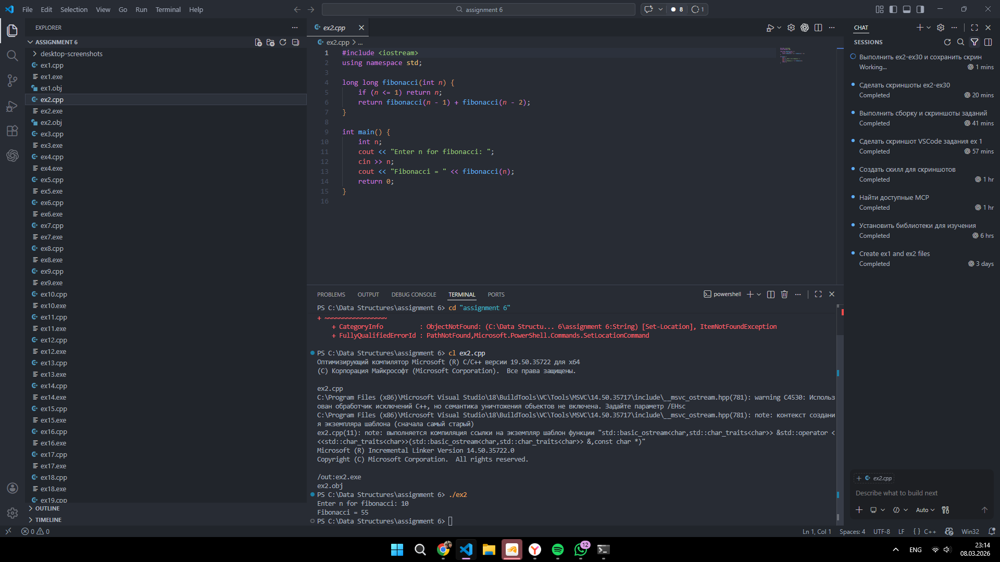 File Edit Selection View Go Run Terminal Help
assignment 6
8
1
EXPLORER
ASSIGNMENT 6
desktop-screenshots
ex1.cpp
ex1.exe
ex1.obj
ex2.cpp
ex2.exe
ex2.obj
ex3.cpp
ex3.exe
ex4.cpp
ex4.exe
ex5.cpp
ex5.exe
ex6.cpp
ex6.exe
ex7.cpp
ex7.exe
ex8.cpp
ex8.exe
ex9.cpp
ex9.exe
ex10.cpp
ex10.exe
ex11.cpp
ex11.exe
ex12.cpp
ex12.exe
ex13.cpp
ex13.exe
ex14.cpp
ex14.exe
ex15.cpp
ex15.exe
ex16.cpp
ex16.exe
ex17.cpp
ex17.exe
ex18.cpp
ex18.exe
ex19.cpp
OUTLINE
TIMELINE
ex2.cpp
ex2.cpp > ...
1 #include <iostream>
2 using namespace std;
3
4 long long fibonacci(int n) {
5 if (n <= 1) return n;
6 return fibonacci(n - 1) + fibonacci(n - 2);
7 }
8
9 int main() {
10 int n;
11 cout << "Enter n for fibonacci: ";
12 cin >> n;
13 cout << "Fibonacci = " << fibonacci(n);
14 return 0;
15 }
16
PROBLEMS OUTPUT DEBUG CONSOLE TERMINAL PORTS
powershell
PS C:\Data Structures\assignment 6> cd "assignment 6"
+ ~~~~~~~~~~~~~~~~~
+ CategoryInfo          : ObjectNotFound: (C:\Data Structu... 6\assignment 6:String) [Set-Location], ItemNotFoundException
+ FullyQualifiedErrorId : PathNotFound,Microsoft.PowerShell.Commands.SetLocationCommand
PS C:\Data Structures\assignment 6> cl ex2.cpp
Оптимизирующий компилятор Microsoft (R) C/C++ версии 19.50.35722 для x64
(C) Корпорация Майкрософт (Microsoft Corporation).  Все права защищены.
ex2.cpp
C:\Program Files (x86)\Microsoft Visual Studio\18\BuildTools\VC\Tools\MSVC\14.50.35717\include\__msvc_ostream.hpp(781): warning C4530: Использ
ован обработчик исключений C++, но семантика уничтожения объектов не включена. Задайте параметр /EHsc
C:\Program Files (x86)\Microsoft Visual Studio\18\BuildTools\VC\Tools\MSVC\14.50.35717\include\__msvc_ostream.hpp(781): note: контекст создани
я экземпляра шаблона (сначала самый старый)
ex2.cpp(11): note: выполняется компиляция ссылки на экземпляр шаблон функции "std::basic_ostream<char,std::char_traits<char>> &std::operator <
<<std::char_traits<char>>(std::basic_ostream<char,std::char_traits<char>> &,const char *)"
Microsoft (R) Incremental Linker Version 14.50.35722.0
Copyright (C) Microsoft Corporation.  All rights reserved.
/out:ex2.exe
ex2.obj
PS C:\Data Structures\assignment 6> ./ex2
Enter n for fibonacci: 10
Fibonacci = 55
PS C:\Data Structures\assignment 6>
CHAT
SESSIONS
Выполнить ex2-ex30 и сохранить скрин
Working... 1 mins
Сделать скриншоты ex2-ex30
Completed 20 mins
Выполнить сборку и скриншоты заданий
Completed 41 mins
Сделать скриншот VSCode задания ex 1
Completed 57 mins
Создать скилл для скриншотов
Completed 1 hr
Найти доступные MCP
Completed 1 hr
Установить библиотеки для изучения
Completed 6 hrs
Create ex1 and ex2 files
Completed 3 days
ex2.cpp
Describe what to build next
Auto
0 0
Ln 1, Col 1 Spaces: 4 UTF-8 LF {} C++ Win32
12
ENG
23:14
08.03.2026